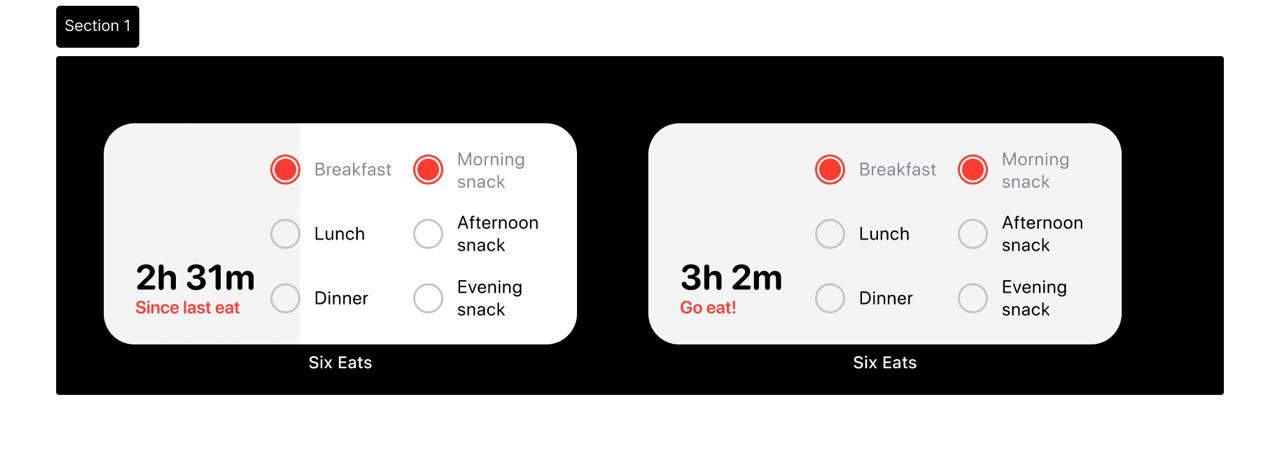 Section 1
Breakfast
Morning
snack
Lunch
Afternoon
snack
2h 31m
Since last eat
Dinner
Evening
snack
Six Eats
Breakfast
Morning
snack
Lunch
Afternoon
snack
3h 2m
Go eat!
Dinner
Evening
snack
Six Eats